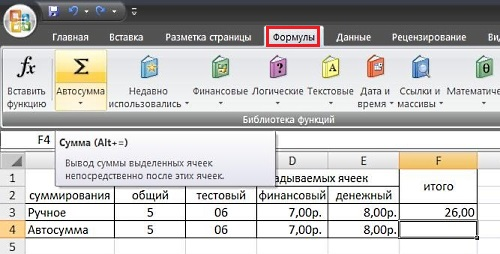 Главная Вставка Разметка страницы Формулы Данные Рецензирование
Вставить функцию Автосумма Недавно использовались Финансовые Логические Текстовые Дата и время Ссылки и массивы
Библиотека функций
F4
Сумма (Alt+=)
Вывод суммы выделенных ячеек
непосредственно после этих ячеек.
D E F
1 ячеек итого
2 суммирования общий тестовый финансовый денежный
3 Ручное 5 06 7,00р. 8,00р. 26,00
4 Автосумма 5 06 7,00р. 8,00р.
5